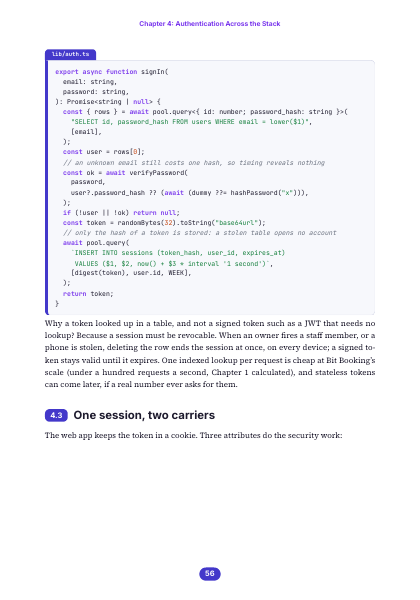 Chapter 4: Authentication Across the Stack
lib/auth.ts
export async function signIn(
  email: string,
  password: string,
): Promise<string | null> {
  const { rows } = await pool.query<{ id: number; password_hash: string }>(
    "SELECT id, password_hash FROM users WHERE email = lower($1)",
    [email],
  );
  const user = rows[0];
  // an unknown email still costs one hash, so timing reveals nothing
  const ok = await verifyPassword(
    password,
    user?.password_hash ?? (await (dummy ??= hashPassword("x"))),
  );
  if (!user || !ok) return null;
  const token = randomBytes(32).toString("base64url");
  // only the hash of a token is stored: a stolen table opens no account
  await pool.query(
    `INSERT INTO sessions (token_hash, user_id, expires_at)
     VALUES ($1, $2, now() + $3 * interval '1 second')`,
    [digest(token), user.id, WEEK],
  );
  return token;
}
Why a token looked up in a table, and not a signed token such as a JWT that needs no
lookup? Because a session must be revocable. When an owner fires a staff member, or a
phone is stolen, deleting the row ends the session at once, on every device; a signed to-
ken stays valid until it expires. One indexed lookup per request is cheap at Bit Booking's
scale (under a hundred requests a second, Chapter 1 calculated), and stateless tokens
can come later, if a real number ever asks for them.
4.3 One session, two carriers
The web app keeps the token in a cookie. Three attributes do the security work:
56